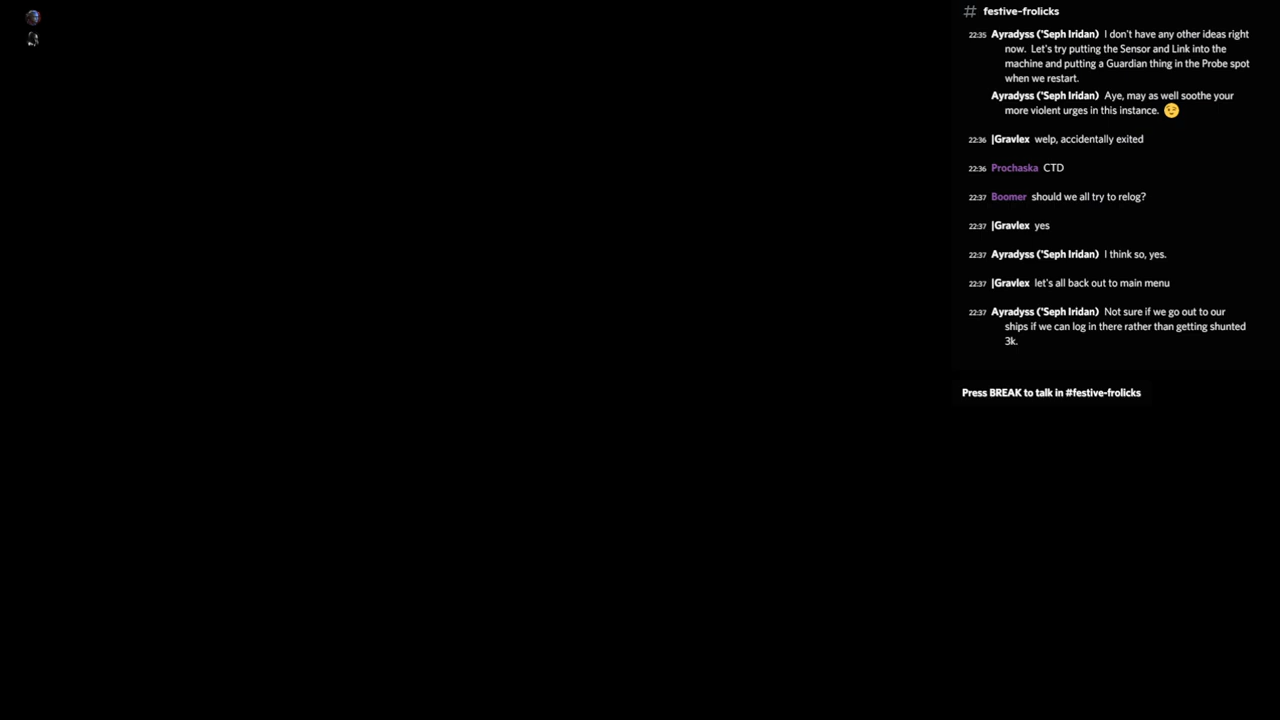 festive-frolicks
22:35 Ayradyss ('Seph Iridan) I don't have any other ideas right
now. Let's try putting the Sensor and Link into the
machine and putting a Guardian thing in the Probe spot
when we restart.
Ayradyss ('Seph Iridan) Aye, may as well soothe your
more violent urges in this instance. 😉
22:36 |Gravlex welp, accidentally exited
22:36 Prochaska CTD
22:37 Boomer should we all try to relog?
22:37 |Gravlex yes
22:37 Ayradyss ('Seph Iridan) I think so, yes.
22:37 |Gravlex let's all back out to main menu
22:37 Ayradyss ('Seph Iridan) Not sure if we go out to our
ships if we can log in there rather than getting shunted
3k.
Press BREAK to talk in #festive-frolicks